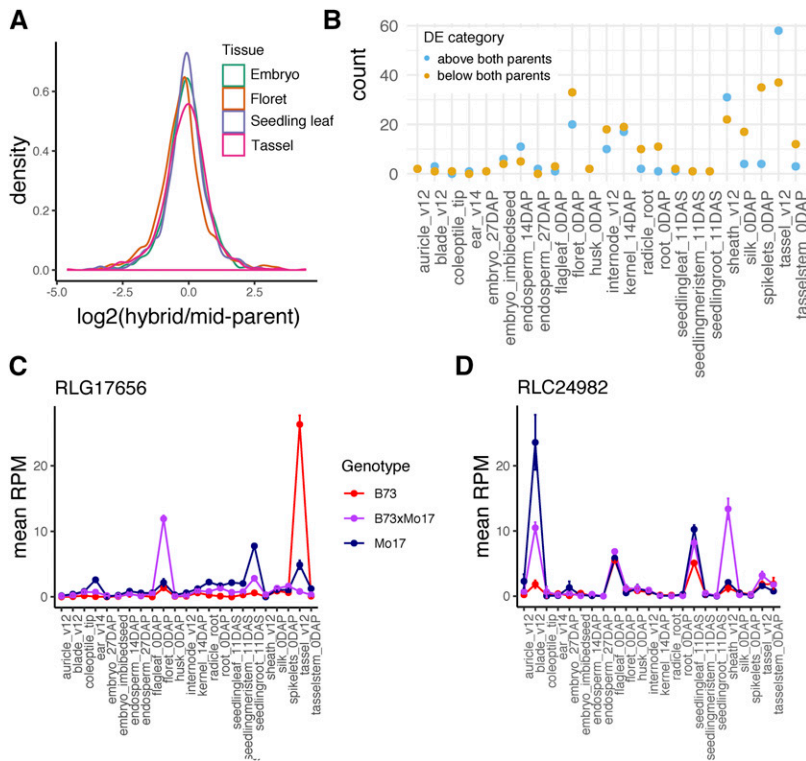 A
Tissue
Embryo
Floret
Seedling leaf
Tassel
density
0.6
0.4
0.2
0.0
-5.0
-2.5
0.0
2.5
log2(hybrid/mid-parent)
B
DE category
above both parents
below both parents
count
60
40
20
0
auricle_v12
blade_v12
coleoptile_tip
ear_v14
embryo_27DAP
embryo_imbibedseed
endosperm_14DAP
endosperm_27DAP
flagleaf_0DAP
floret_0DAP
husk_0DAP
internode_v12
kernel_14DAP
radicle_root
root_0DAP
seedlingleaf_11DAS
seedlingmeristem_11DAS
seedlingroot_11DAS
sheath_v12
silk_0DAP
spikelets_0DAP
tassel_v12
tasselstem_0DAP
C
RLG17656
mean RPM
20
10
0
auricle_v12
blade_v12
coleoptile_tip
ear_v14
embryo_27DAP
embryo_imbibedseed
endosperm_14DAP
endosperm_27DAP
flagleaf_0DAP
floret_0DAP
husk_0DAP
internode_v12
kernel_14DAP
radicle_root
root_0DAP
seedlingleaf_11DAS
seedlingmeristem_11DAS
seedlingroot_11DAS
sheath_v12
silk_0DAP
spikelets_0DAP
tassel_v12
tasselstem_0DAP
Genotype
B73
B73xMo17
Mo17
D
RLC24982
mean RPM
20
10
0
auricle_v12
blade_v12
coleoptile_tip
ear_v14
embryo_27DAP
embryo_imbibedseed
endosperm_14DAP
endosperm_27DAP
flagleaf_0DAP
floret_0DAP
husk_0DAP
internode_v12
kernel_14DAP
radicle_root
root_0DAP
seedlingleaf_11DAS
seedlingmeristem_11DAS
seedlingroot_11DAS
sheath_v12
silk_0DAP
spikelets_0DAP
tassel_v12
tasselstem_0DAP